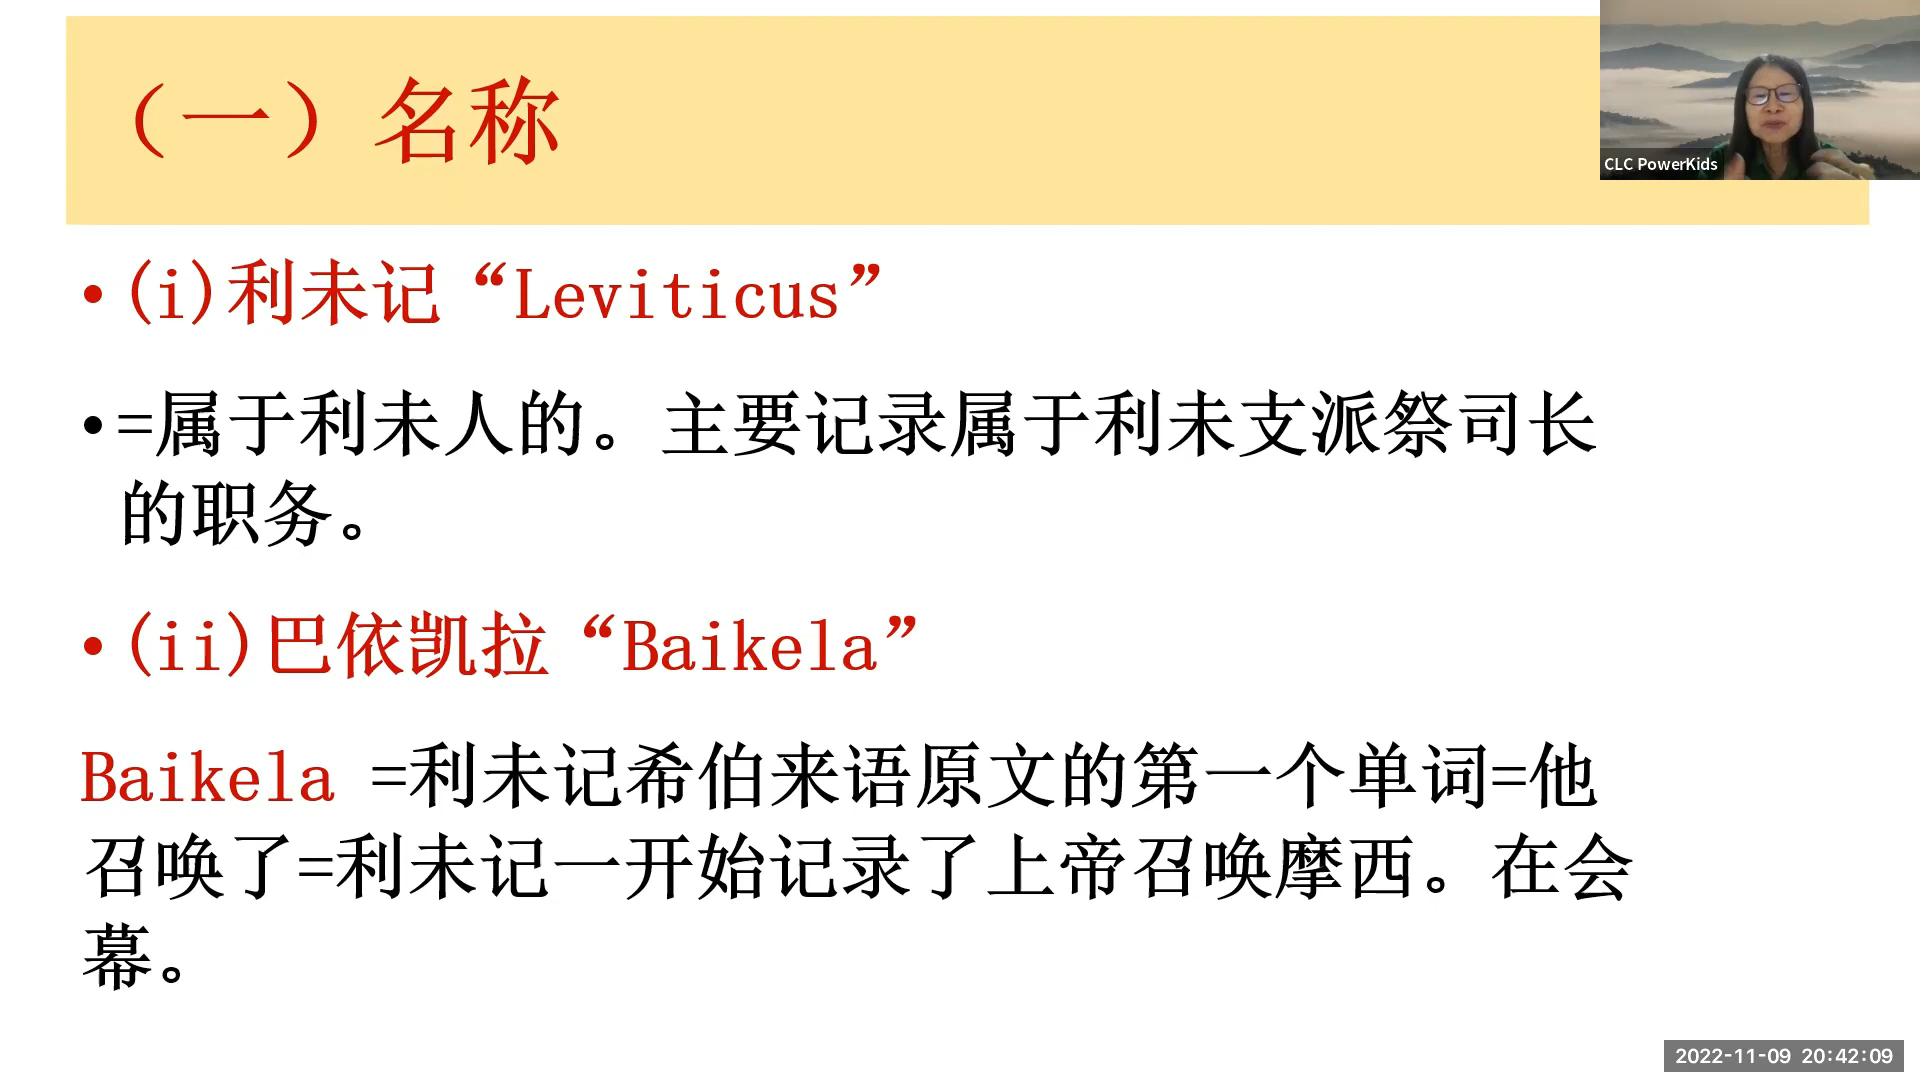 （一）名称
CLC PowerKids
•(i)利未记“Leviticus”
•=属于利未人的。主要记录属于利未支派祭司长
的职务。
•(ii)巴依凯拉“Baikela”
Baikela =利未记希伯来语原文的第一个单词=他
召唤了=利未记一开始记录了上帝召唤摩西。在会
幕。
2022-11-09 20:42:09